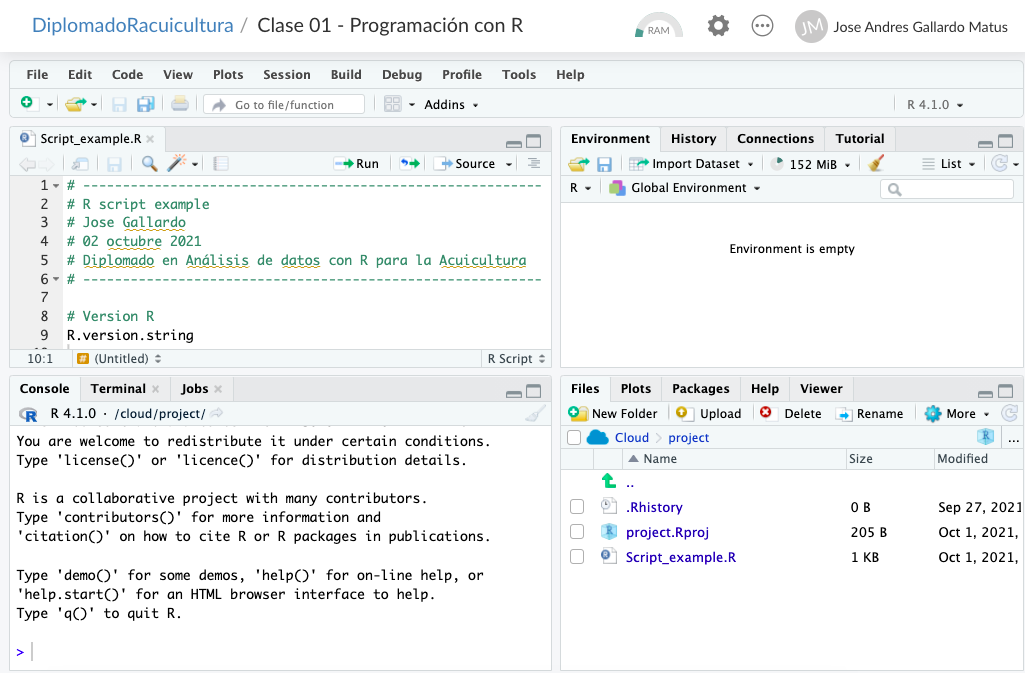 DiplomadoRacuicultura / Clase 01 - Programación con R
RAM
JM
Jose Andres Gallardo Matus
File Edit Code View Plots Session Build Debug Profile Tools Help
Go to file/function
Addins
R 4.1.0
Script_example.R
Run
Source
1 # ----------------------------------------------------------
2 # R script example
3 # Jose Gallardo
4 # 02 octubre 2021
5 # Diplomado en Análisis de datos con R para la Acuicultura
6 # ----------------------------------------------------------
7
8 # Version R
9 R.version.string
10:1
(Untitled)
R Script
Environment History Connections Tutorial
Import Dataset
152 MiB
List
R
Global Environment
Environment is empty
Console Terminal Jobs
R R 4.1.0 · /cloud/project/
You are welcome to redistribute it under certain conditions.
Type 'license()' or 'licence()' for distribution details.
R is a collaborative project with many contributors.
Type 'contributors()' for more information and
'citation()' on how to cite R or R packages in publications.
Type 'demo()' for some demos, 'help()' for on-line help, or
'help.start()' for an HTML browser interface to help.
Type 'q()' to quit R.
>
Files Plots Packages Help Viewer
New Folder Upload Delete Rename More
Cloud > project
R
...
Name Size Modified
..
.Rhistory 0 B Sep 27, 2021
project.Rproj 205 B Oct 1, 2021,
Script_example.R 1 KB Oct 1, 2021,